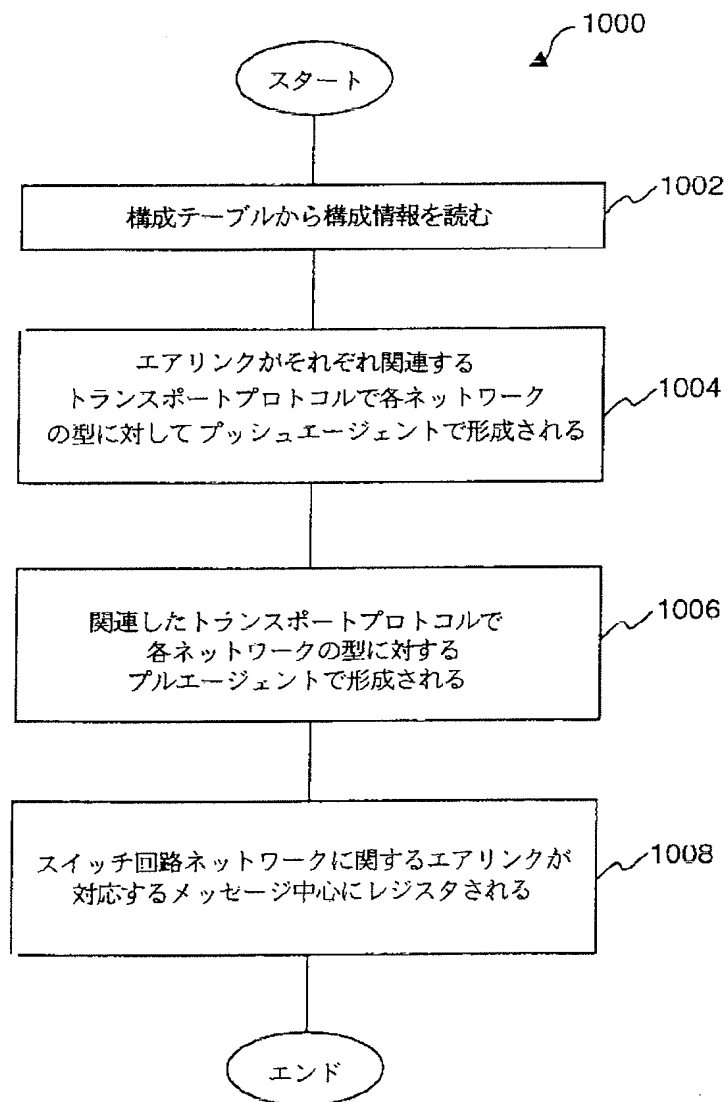 1000
スタート
構成テーブルから構成情報を読む
1002
エアリンクがそれぞれ関連する
トランスポートプロトコルで各ネットワーク
の型に対して プッシュエージェントで形成される
1004
関連したトランスポートプロトコルで
各ネットワークの型に対する
プルエージェントで形成される
1006
スイッチ回路ネットワークに関するエアリンクが
対応するメッセージ中心にレジスタされる
1008
エンド